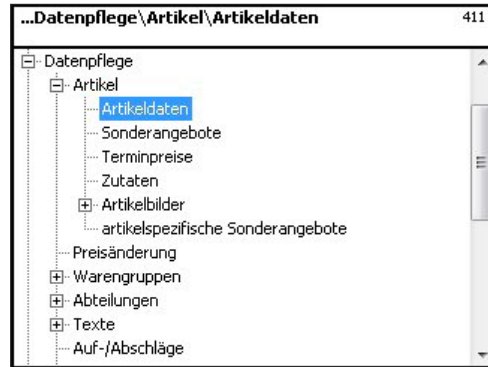 ...Datenpflege\Artikel\Artikeldaten 411
Datenpflege
Artikel
Artikeldaten
Sonderangebote
Terminpreise
Zutaten
Artikelbilder
artikelspezifische Sonderangebote
Preisänderung
Warengruppen
Abteilungen
Texte
Auf-/Abschläge